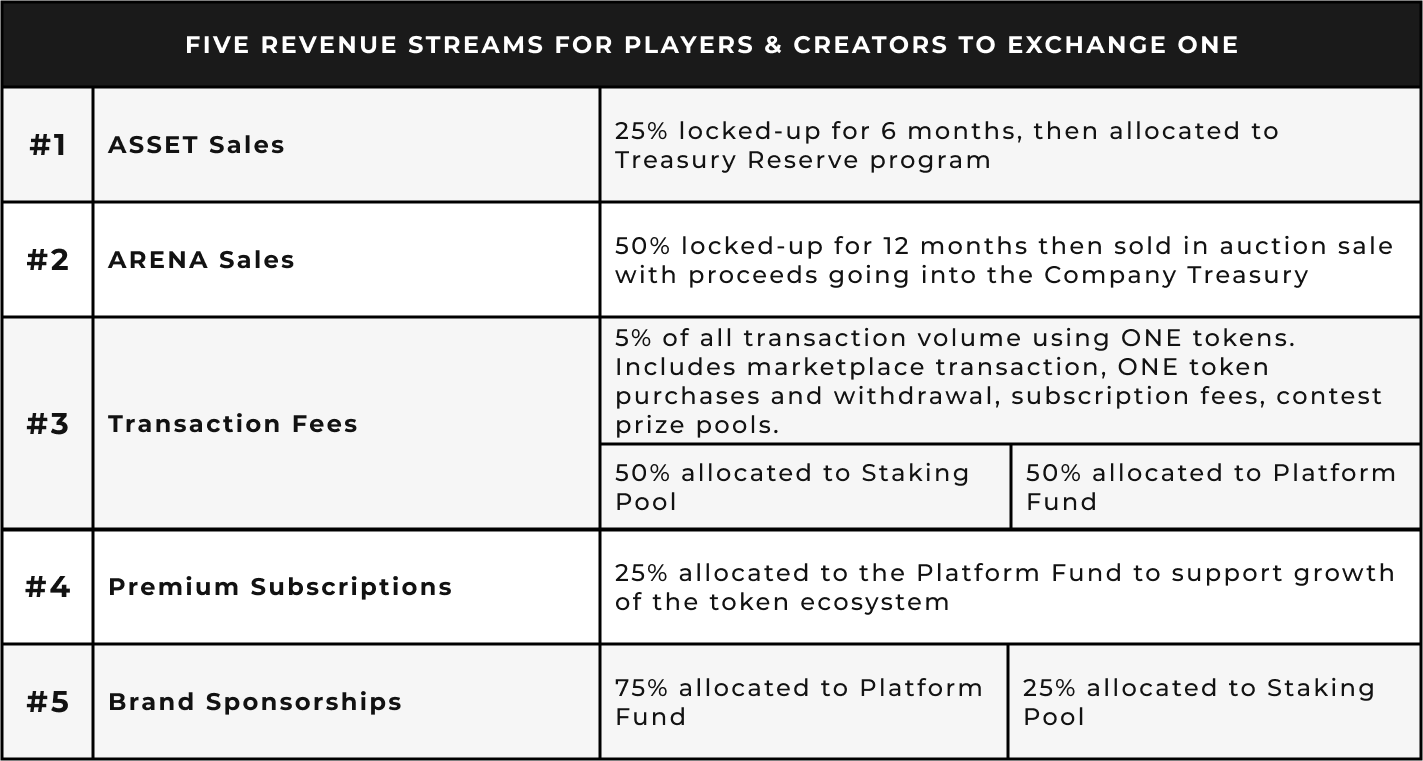 FIVE REVENUE STREAMS FOR PLAYERS & CREATORS TO EXCHANGE ONE
#1
ASSET Sales
25% locked-up for 6 months, then allocated to
Treasury Reserve program
#2
ARENA Sales
50% locked-up for 12 months then sold in auction sale
with proceeds going into the Company Treasury
#3
Transaction Fees
5% of all transaction volume using ONE tokens.
Includes marketplace transaction, ONE token
purchases and withdrawal, subscription fees, contest
prize pools.
50% allocated to Staking
Pool
50% allocated to Platform
Fund
#4
Premium Subscriptions
25% allocated to the Platform Fund to support growth
of the token ecosystem
#5
Brand Sponsorships
75% allocated to Platform
Fund
25% allocated to Staking
Pool